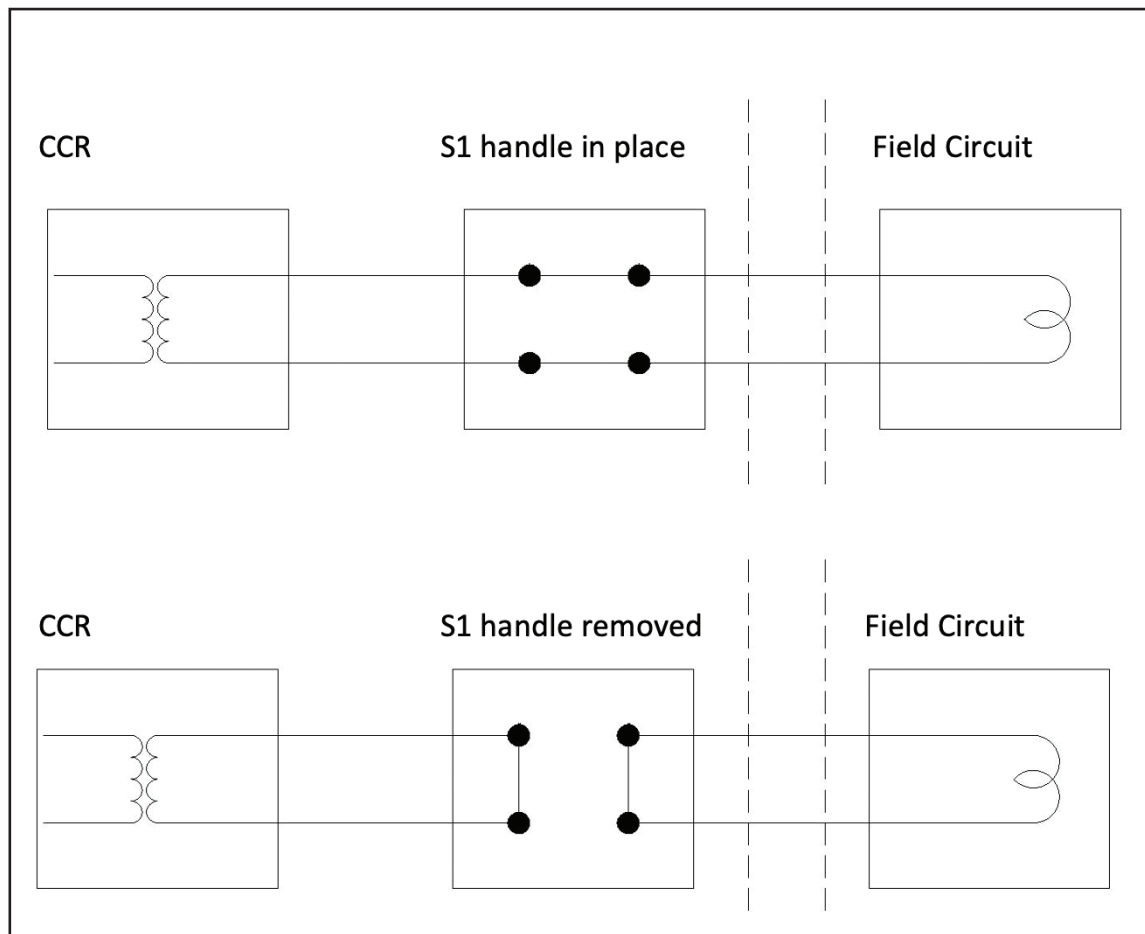 CCR
S1 handle in place
Field Circuit
CCR
S1 handle removed
Field Circuit